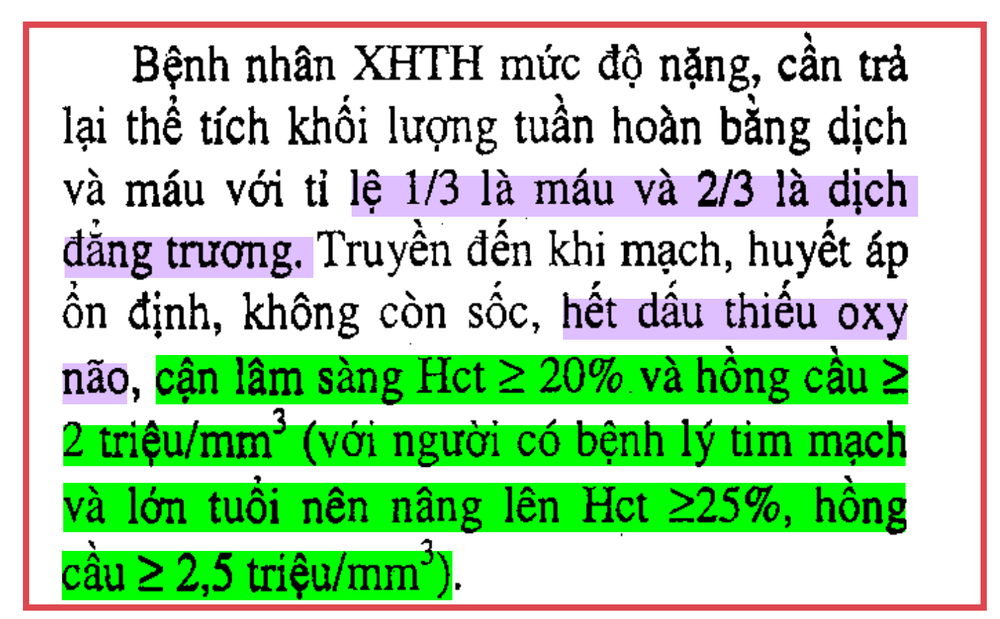 Bệnh nhân XHTH mức độ nặng, cần trả
lại thể tích khối lượng tuần hoàn bằng dịch
và máu với tỉ lệ 1/3 là máu và 2/3 là dịch
đẳng trương. Truyền đến khi mạch, huyết áp
ổn định, không còn sốc, hết dấu thiếu oxy
não, cận lâm sàng Hct ≥ 20% và hồng cầu ≥
2 triệu/mm³ (với người có bệnh lý tim mạch
và lớn tuổi nên nâng lên Hct ≥25%, hồng
cầu ≥ 2,5 triệu/mm³).